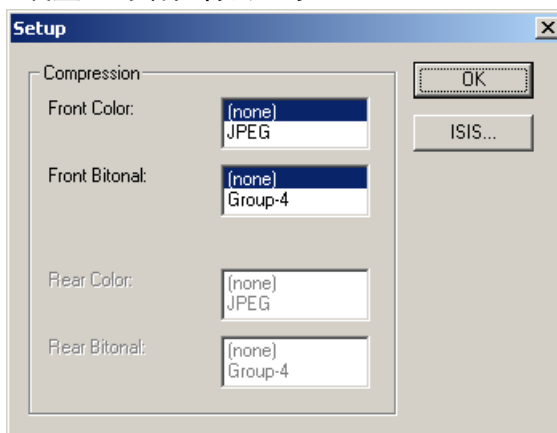 Setup
Compression
OK
Front Color:
(none)
JPEG
ISIS...
Front Bitonal:
(none)
Group-4
Rear Color:
(none)
JPEG
Rear Bitonal:
(none)
Group-4